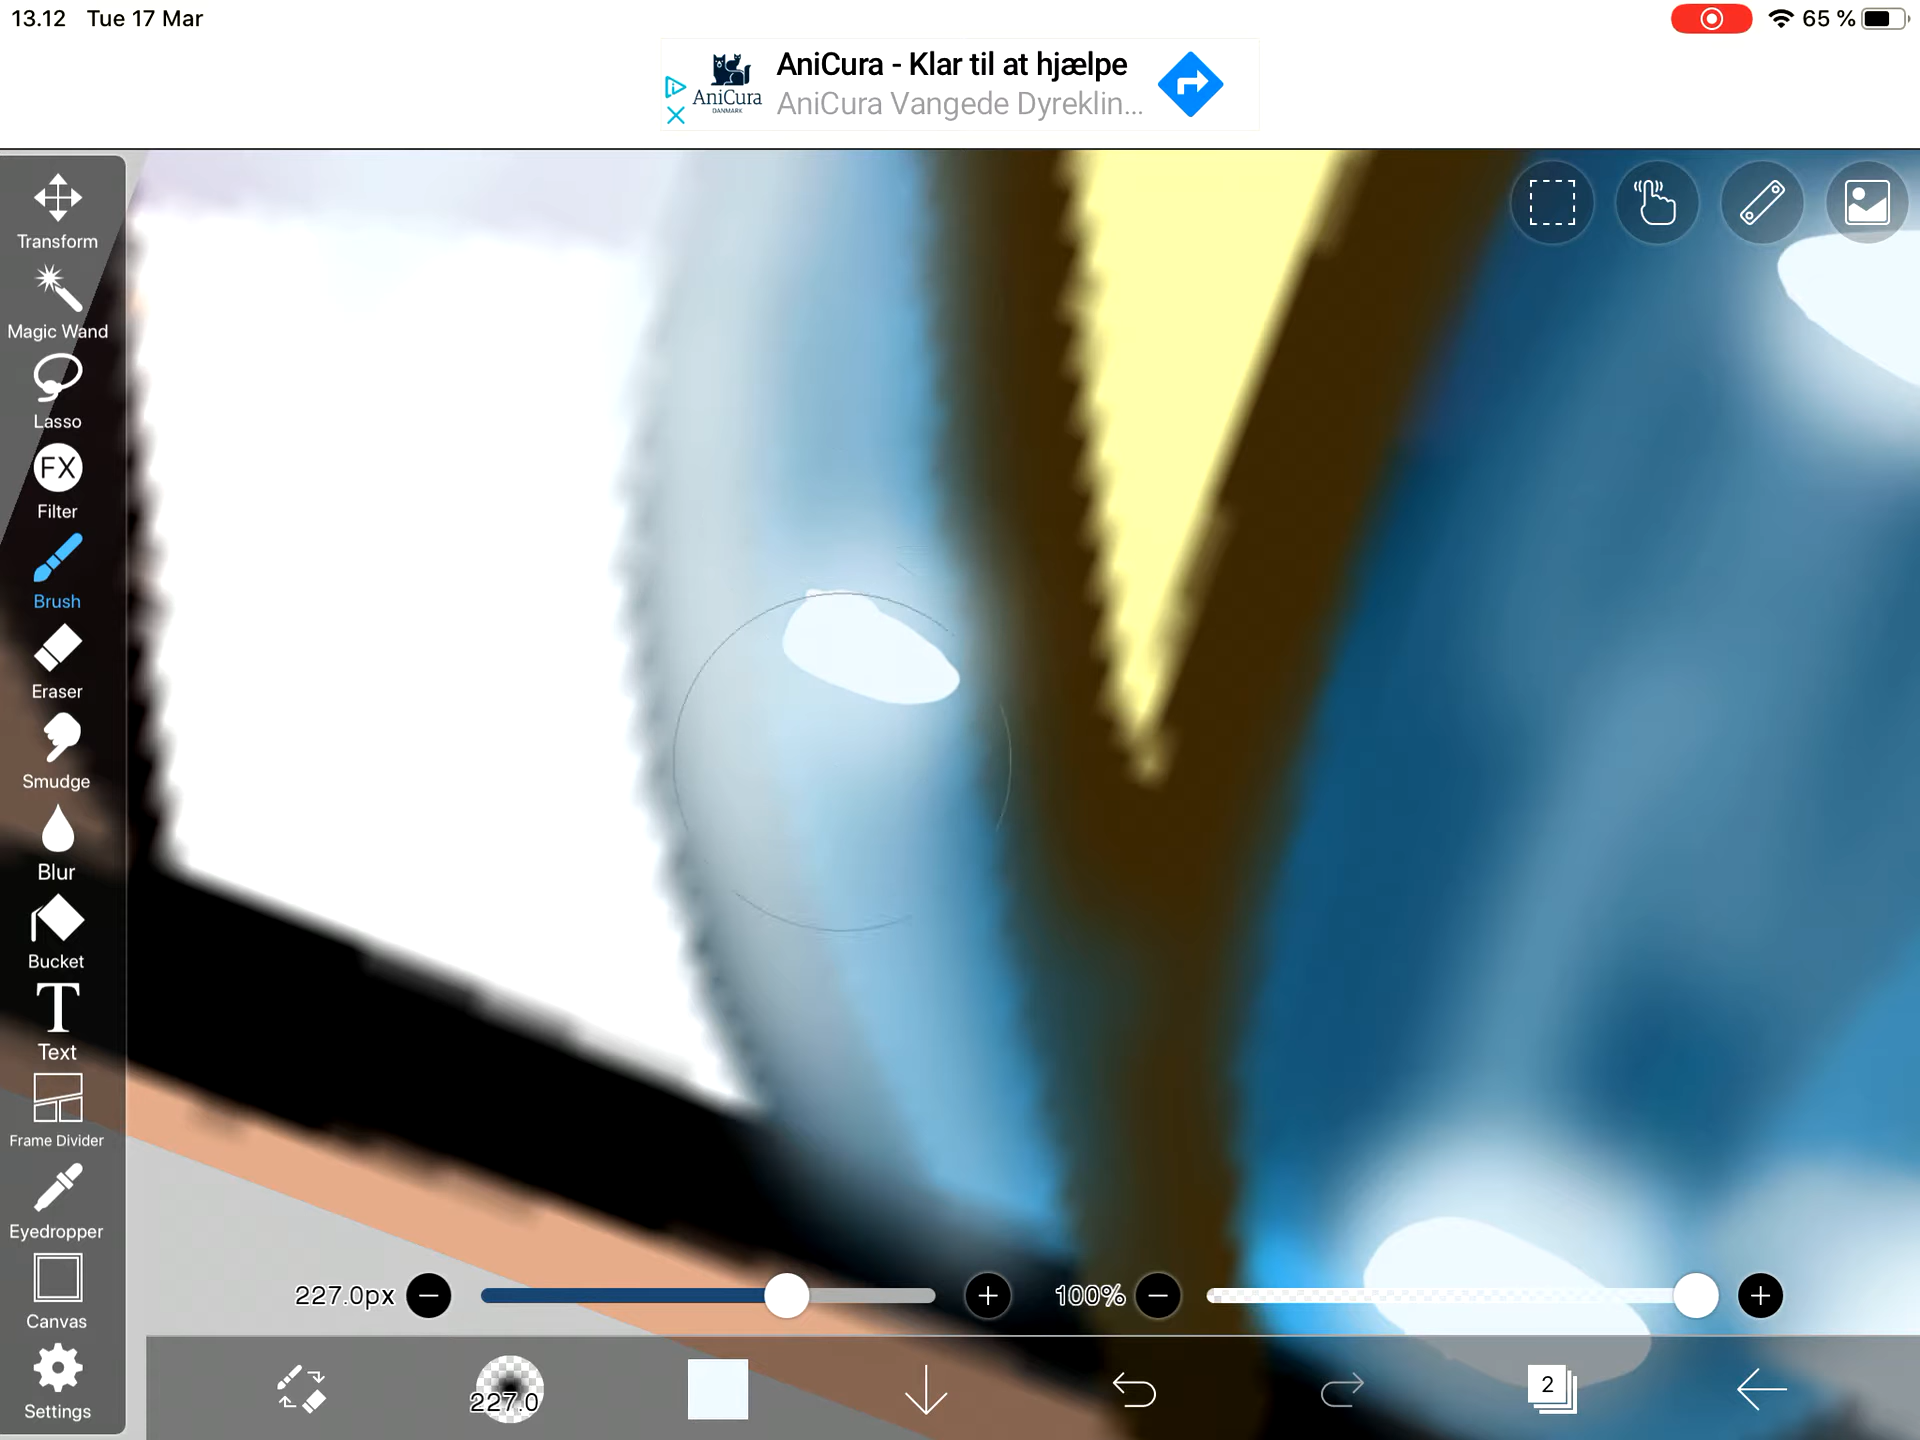 13.12 Tue 17 Mar
65 %
AniCura - Klar til at hjælpe
AniCura Vangede Dyreklin...
AniCura
DANMARK
Transform
Magic Wand
Lasso
FX
Filter
Brush
Eraser
Smudge
Blur
Bucket
T
Text
Frame Divider
Eyedropper
Canvas
Settings
227.0px
100%
227.0
2